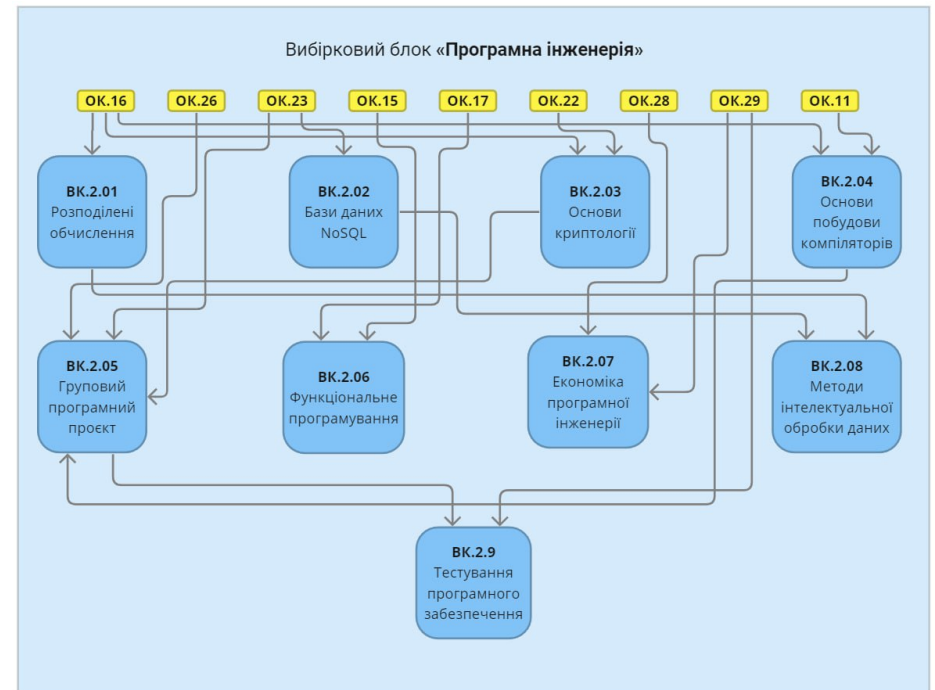 Вибірковий блок «Програмна інженерія»
ОК.16 ОК.26 ОК.23 ОК.15 ОК.17 ОК.22 ОК.28 ОК.29 ОК.11
ВК.2.01
Розподілені
обчислення
ВК.2.02
Бази даних
NoSQL
ВК.2.03
Основи
криптології
ВК.2.04
Основи
побудови
компіляторів
ВК.2.05
Груповий
програмний
проєкт
ВК.2.06
Функціональне
програмування
ВК.2.07
Економіка
програмної
інженерії
ВК.2.08
Методи
інтелектуальної
обробки даних
ВК.2.9
Тестування
програмного
забезпечення